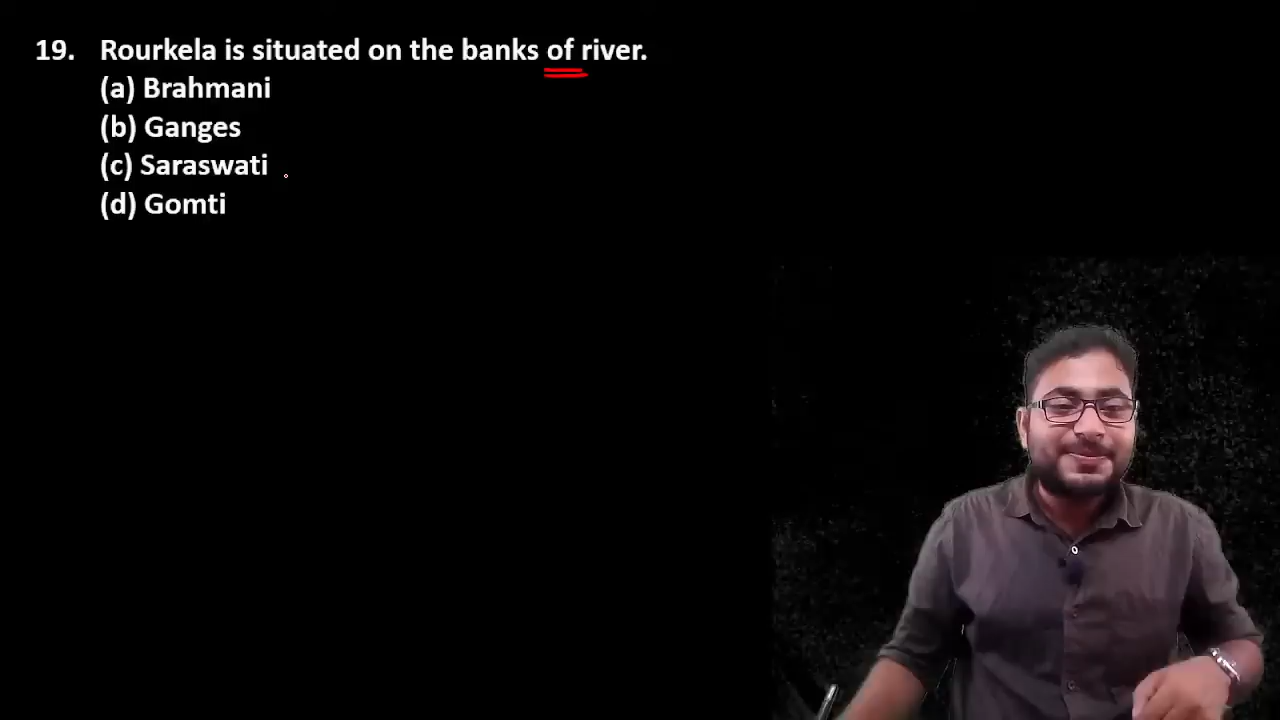 19. Rourkela is situated on the banks of river.
(a) Brahmani
(b) Ganges
(c) Saraswati
(d) Gomti